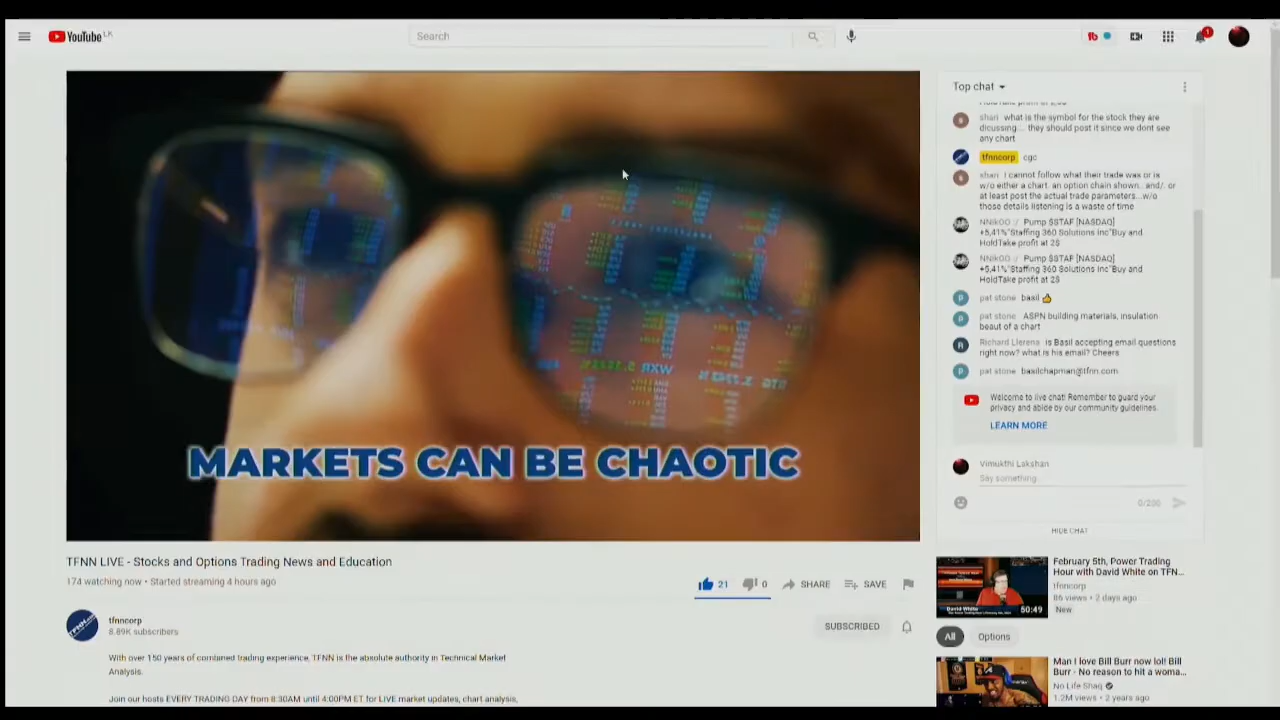 YouTube LK
Search
1
Top chat
shari what is the symbol for the stock they are
dicussing.... they should post it since we dont see
any chart
tfnncorp cgc
shari I cannot follow what their trade was or is
w/o either a chart. an option chain shown. and/. or
at least post the actual trade parameters...w/o
those details listening is a waste of time
Pump $STAF [NASDAQ]
+5,41%"Staffing 360 Solutions Inc"Buy and
HoldTake profit at 2$
Pump $STAF [NASDAQ]
+5,41%"Staffing 360 Solutions Inc"Buy and
HoldTake profit at 2$
pat stone basil
pat stone ASPN building materials, insulation
beaut of a chart
Richard Llerena is Basil accepting email questions
right now? what is his email? Cheers
pat stone basilchapman@tfnn.com
Welcome to live chat! Remember to guard your
privacy and abide by our community guidelines.
LEARN MORE
Vimukthi Lakshan
Say something...
0/200
HIDE CHAT
MARKETS CAN BE CHAOTIC
TFNN LIVE - Stocks and Options Trading News and Education
174 watching now • Started streaming 4 hours ago
21 0 SHARE SAVE
tfnncorp
8.89K subscribers
SUBSCRIBED
With over 150 years of combined trading experience, TFNN is the absolute authority in Technical Market
Analysis.
Join our hosts EVERY TRADING DAY from 8:30AM until 4:00PM ET for LIVE market updates, chart analysis,
February 5th, Power Trading
Hour with David White on TFN...
tfnncorp
86 views • 2 days ago
New
David White
50:49
All Options
Man I love Bill Burr now lol! Bill
Burr - No reason to hit a woma...
No Life Shaq
1.2M views • 2 years ago